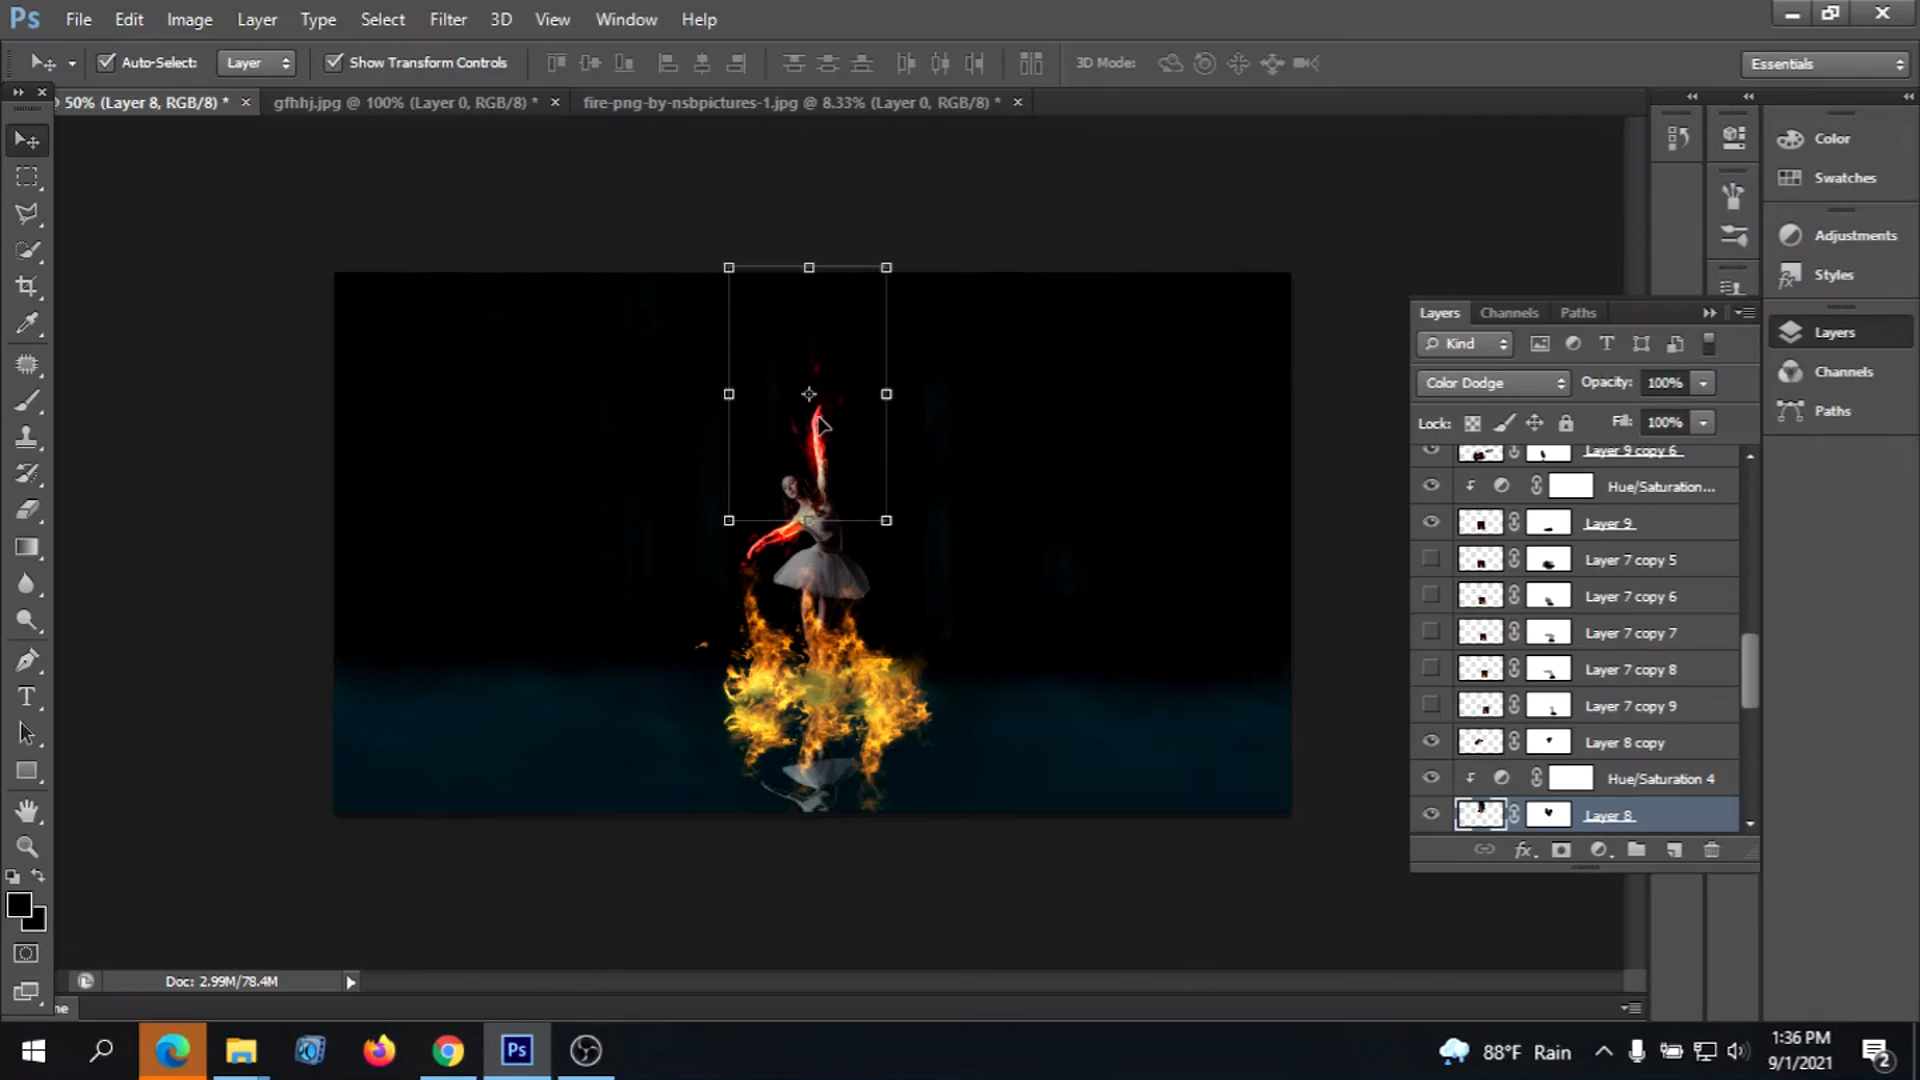 Ps File Edit Image Layer Type Select Filter 3D View Window Help
Auto-Select: Layer Show Transform Controls 3D Mode: Essentials
50% (Layer 8, RGB/8) * gfhhj.jpg @ 100% (Layer 0, RGB/8) * fire-png-by-nsbpictures-1.jpg @ 8.33% (Layer 0, RGB/8) *
Color
Swatches
Adjustments
Styles
Layers
Channels
Paths
Layers Channels Paths
Kind
Color Dodge Opacity: 100%
Lock: Fill: 100%
Layer 9 copy 6
Hue/Saturation...
Layer 9
Layer 7 copy 5
Layer 7 copy 6
Layer 7 copy 7
Layer 7 copy 8
Layer 7 copy 9
Layer 8 copy
Hue/Saturation 4
Layer 8
fx
T
Doc: 2.99M/78.4M
ne
Ps
88°F Rain
1:36 PM
9/1/2021
2